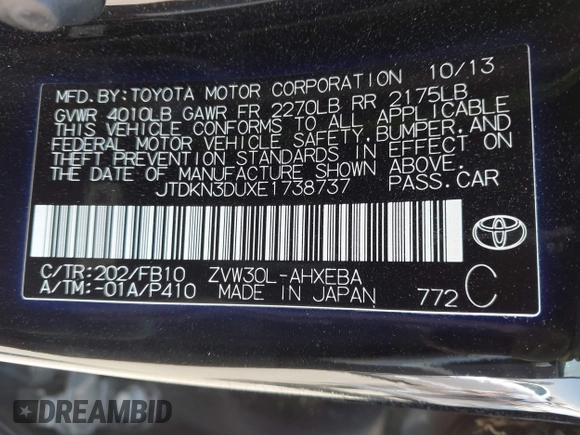 MFD.BY:TOYOTA MOTOR CORPORATION 10/13
GVWR 4010LB GAWR FR 2270LB RR 2175LB
THIS VEHICLE CONFORMS TO ALL APPLICABLE
FEDERAL MOTOR VEHICLE SAFETY,BUMPER,AND
THEFT PREVENTION STANDARDS IN EFFECT ON
THE DATE OF MANUFACTURE SHOWN ABOVE.
JTDKN3DUXE1738737 PASS.CAR
C/TR:202/FB10 ZVW30L-AHXEBA
A/TM:-01A/P410 MADE IN JAPAN 772 C
DREAMBID